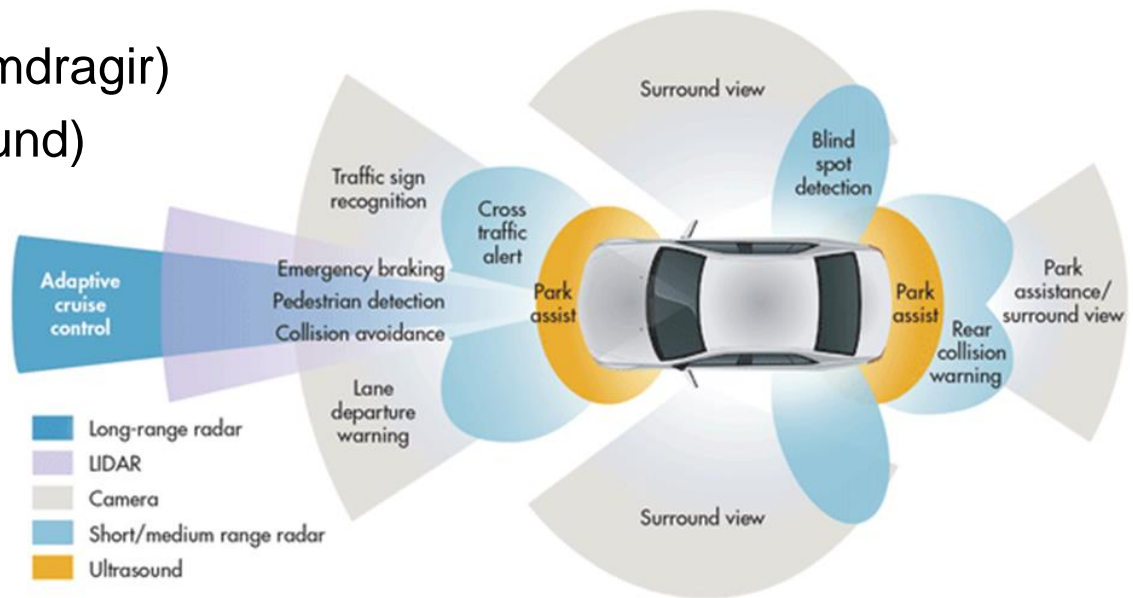 mdragir)
und)
Surround view
Blind
spot
detection
Traffic sign
recognition
Cross
traffic
alert
Adaptive
cruise
control
Emergency braking
Pedestrian detection
Collision avoidance
Park
assist
Park
assist
Park
assistance/
surround view
Rear
collision
warning
Lane
departure
warning
Surround view
Long-range radar
LIDAR
Camera
Short/medium range radar
Ultrasound